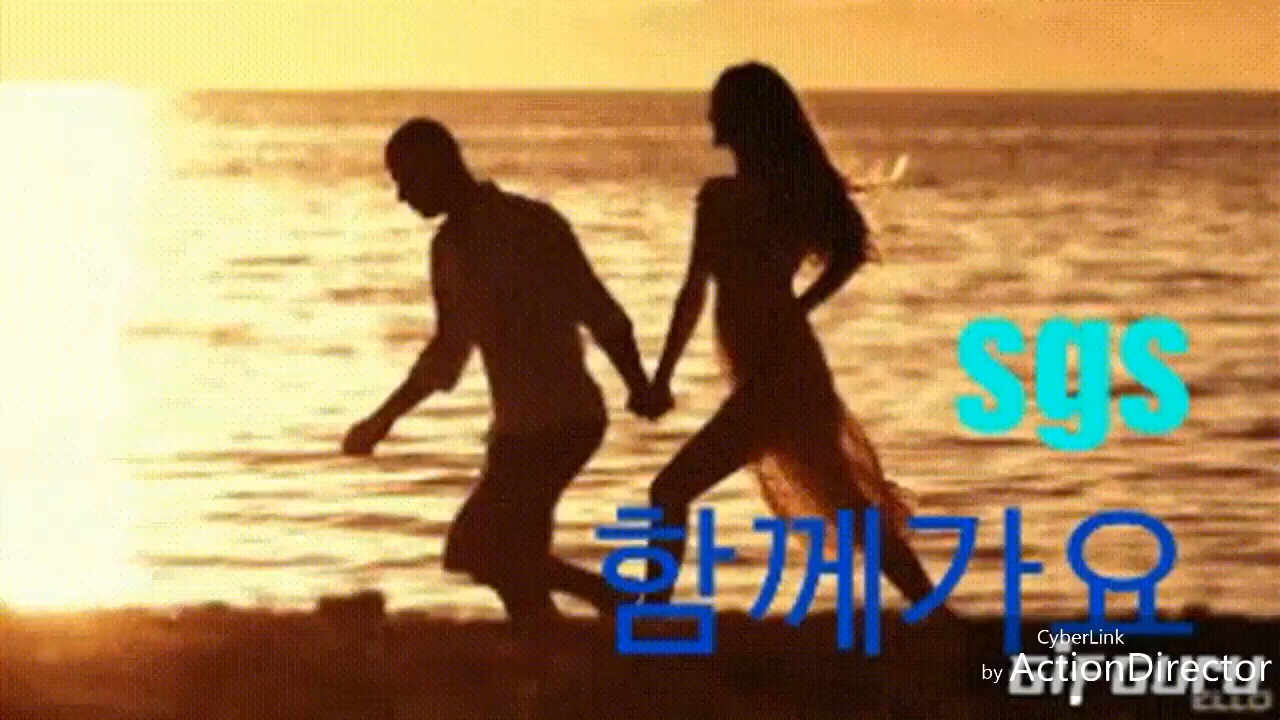 sgs
함께가요
CyberLink
by ActionDirector